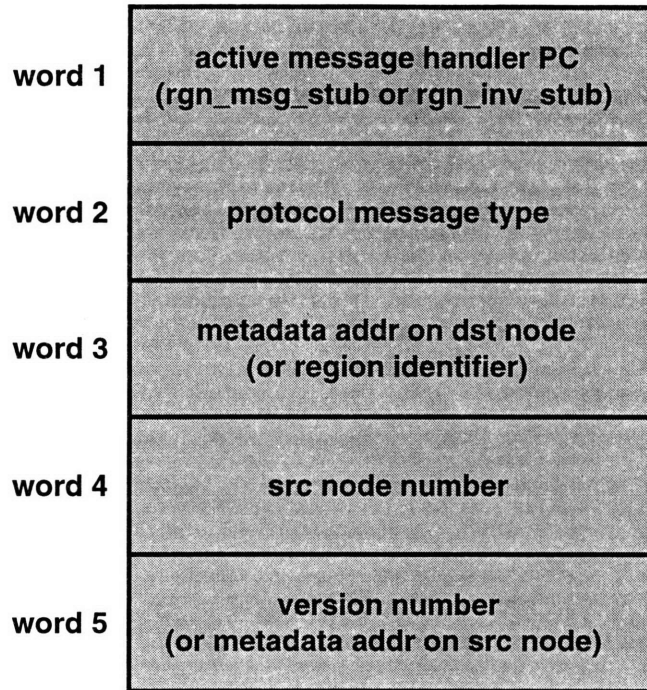 word 1
active message handler PC
(rgn_msg_stub or rgn_inv_stub)
word 2
protocol message type
word 3
metadata addr on dst node
(or region identifier)
word 4
src node number
word 5
version number
(or metadata addr on src node)